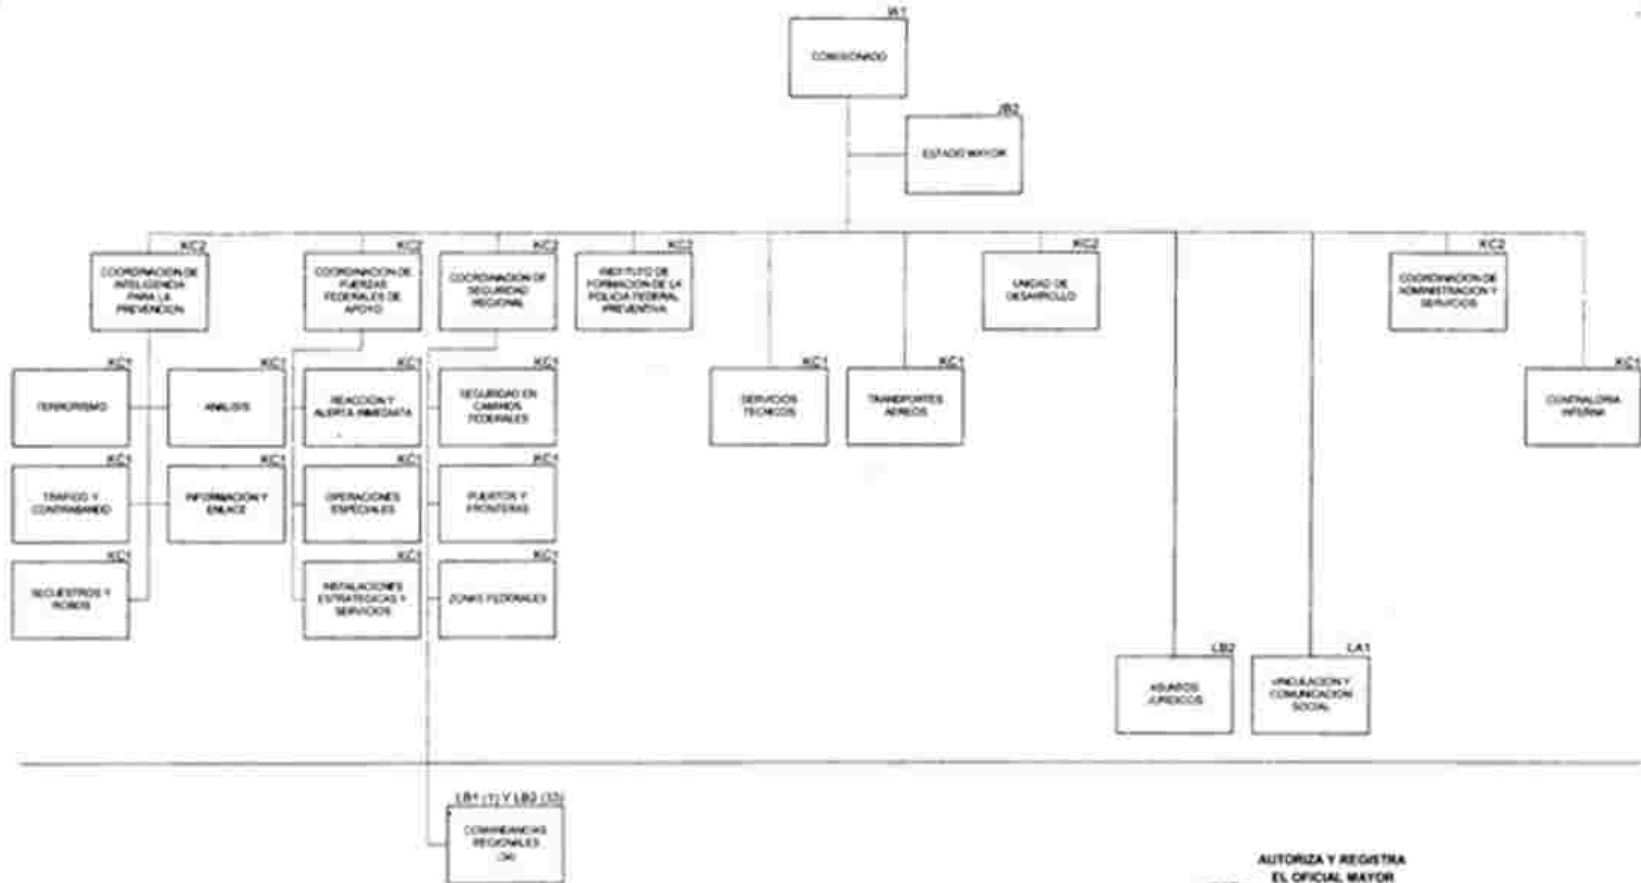 COMISIONADO
JB2
ESTADO MAYOR
KC2
COORDINACION DE
INTELIGENCIA
PARA LA
PREVENCION
KC2
COORDINACION DE
FUERZAS
FEDERALES DE
APOYO
KC2
COORDINACION DE
SEGURIDAD
REGIONAL
KC2
INSTITUTO DE
FORMACION DE LA
POLICIA FEDERAL
PREVENTIVA
KC2
UNIDAD DE
DESARROLLO
KC2
COORDINACION DE
ADMINISTRACION Y
SERVICIOS
KC1
TERRORISMO
KC1
ANALISIS
KC1
REACCION Y
ALERTA INMEDIATA
KC1
SEGURIDAD EN
CAMINOS
FEDERALES
KC1
SERVICIOS
TECNICOS
KC1
TRANSPORTES
AEREOS
KC1
CONTRALORIA
INTERNA
KC1
TRAFICO Y
CONTRABANDO
KC1
INFORMACION Y
ENLACE
KC1
OPERACIONES
ESPECIALES
KC1
PUERTOS Y
FRONTERAS
KC1
SECUESTROS Y
ROBOS
KC1
INSTALACIONES
ESTRATEGICAS Y
SERVICIOS
KC1
ZONAS FEDERALES
LB2
ASUNTOS
JURIDICOS
LA1
VINCULACION Y
COMUNICACION
SOCIAL
LB1 (1) Y LB2 (33)
COMANDANCIAS
REGIONALES
(34)
AUTORIZA Y REGISTRA
EL OFICIAL MAYOR